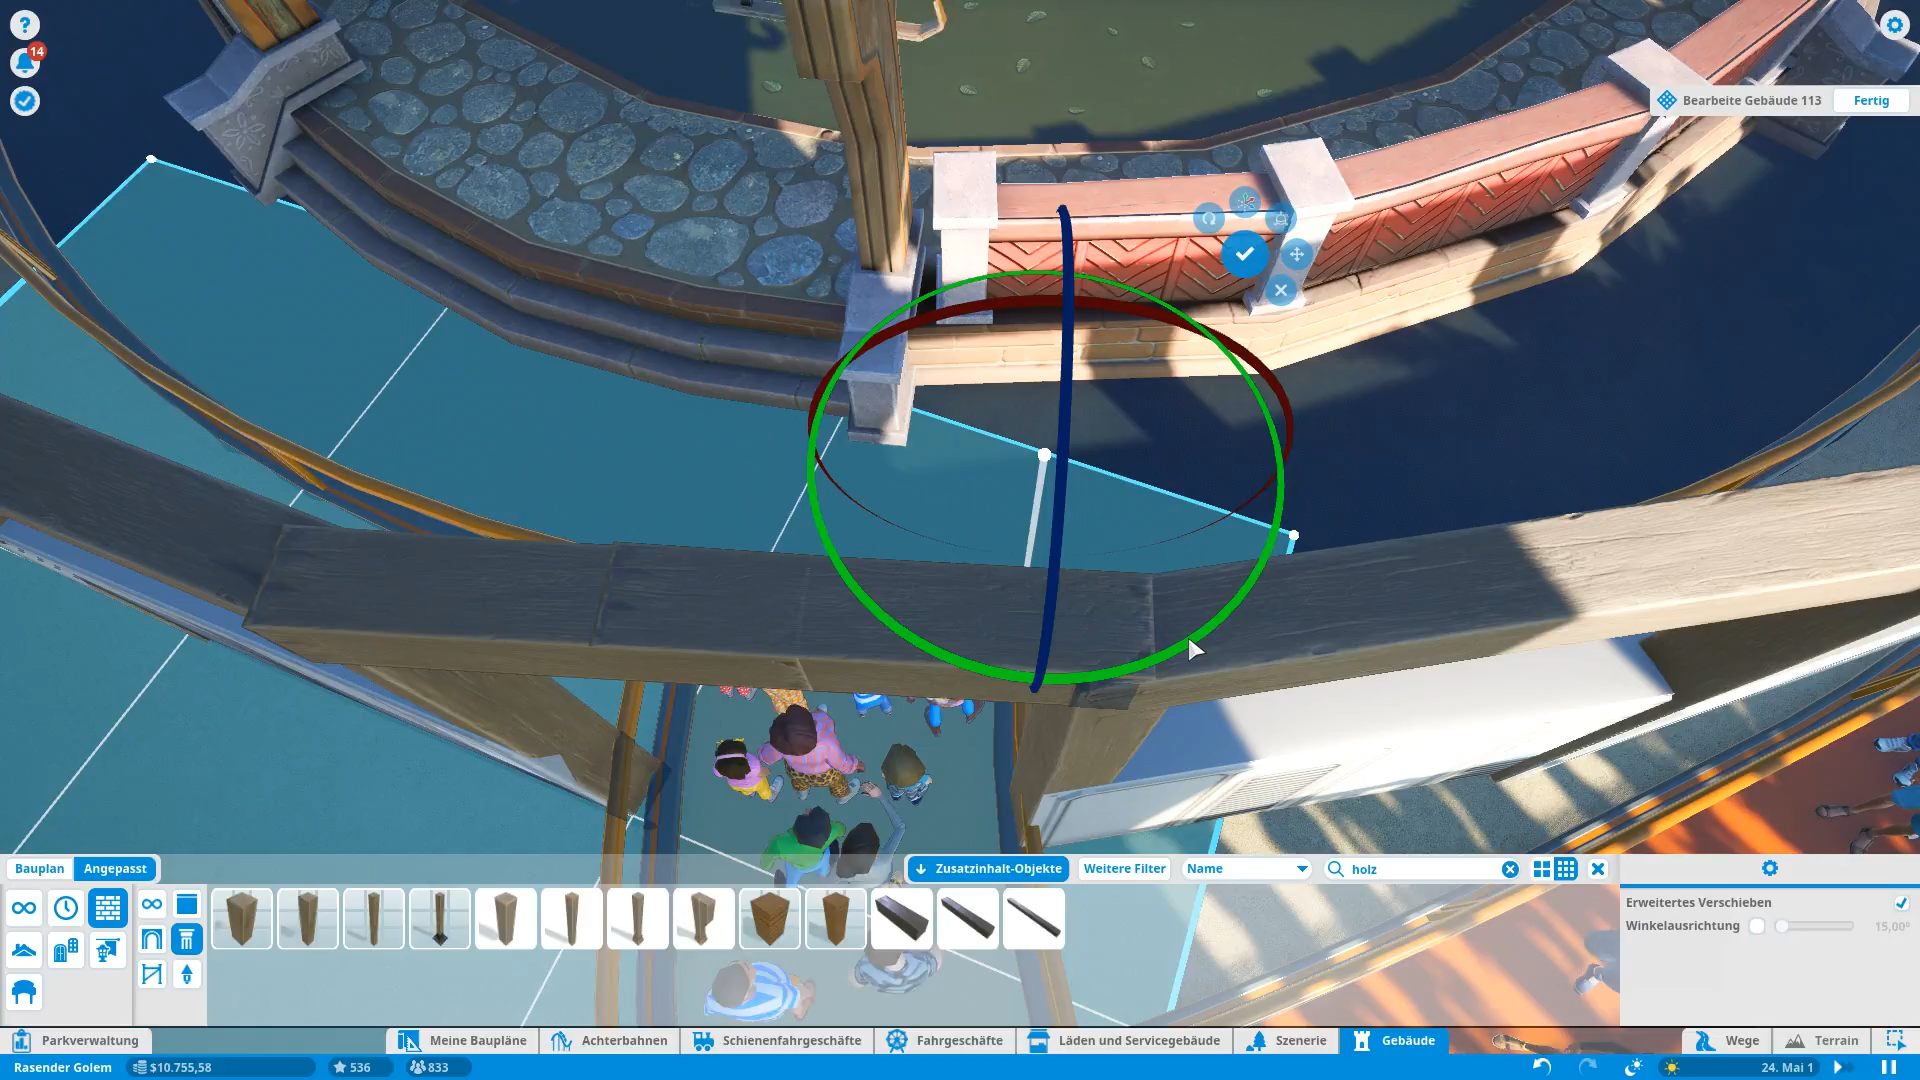 ?
14
Bearbeite Gebäude 113
Fertig
Bauplan
Angepasst
Zusatzinhalt-Objekte
Weitere Filter
Name
holz
Erweitertes Verschieben
Winkelausrichtung
15,00°
Parkverwaltung
Meine Baupläne
Achterbahnen
Schienenfahrgeschäfte
Fahrgeschäfte
Läden und Servicegebäude
Szenerie
Gebäude
Wege
Terrain
Rasender Golem
$10.755,58
536
833
24. Mai 1